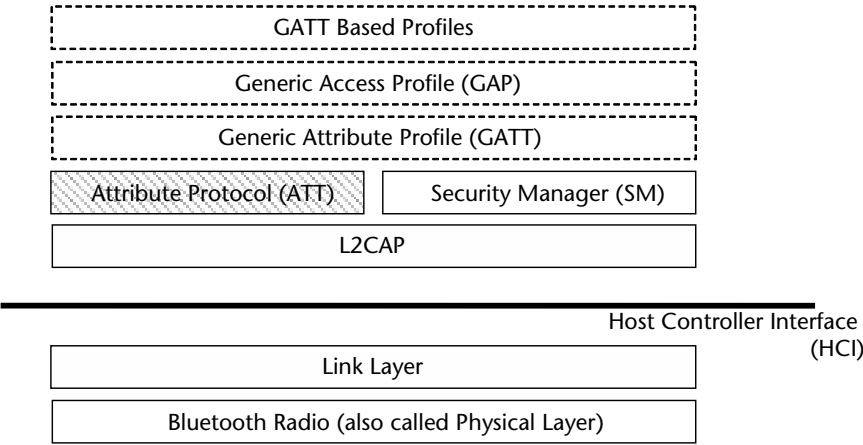 GATT Based Profiles
Generic Access Profile (GAP)
Generic Attribute Profile (GATT)
Attribute Protocol (ATT)
Security Manager (SM)
L2CAP
Host Controller Interface
(HCI)
Link Layer
Bluetooth Radio (also called Physical Layer)